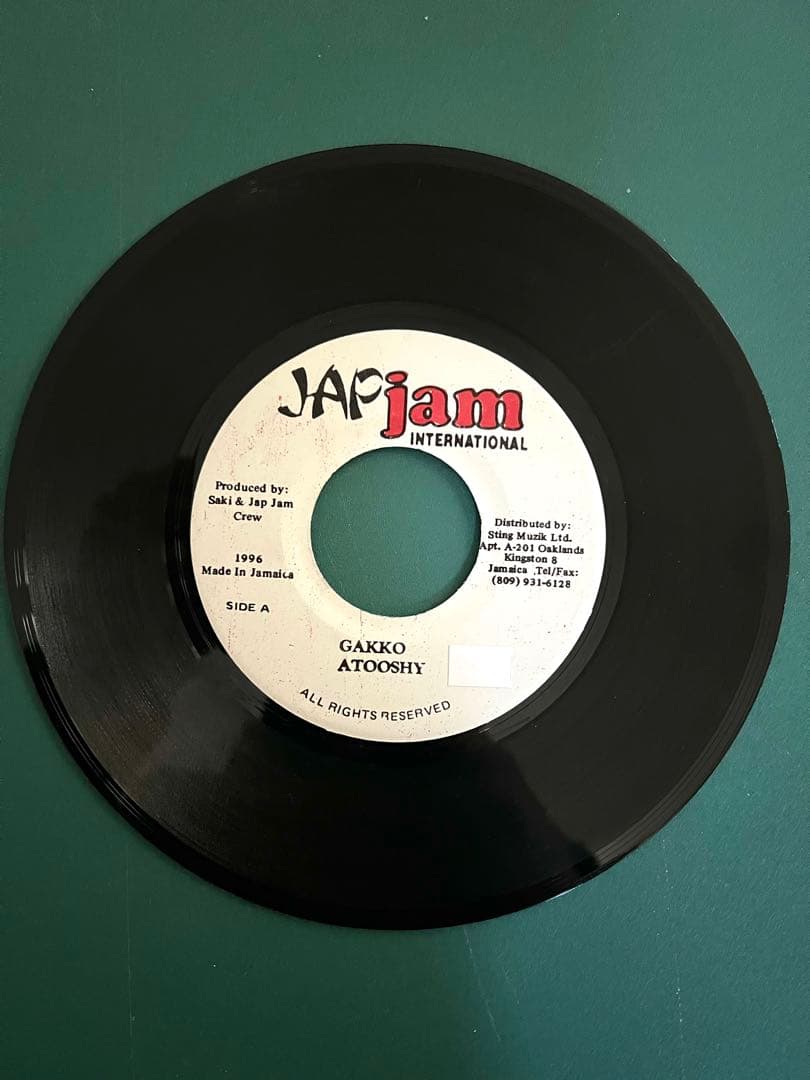 JAPjam
INTERNATIONAL
Produced by:
Saki & Jap Jam
Crew
1996
Made In Jamaica
SIDE A
Distributed by:
Sting Muzik Ltd.
Apt. A-201 Oaklands
Kingston 8
Jamaica ,Tel/Fax:
(809) 931-6128
GAKKO
ATOOSHY
ALL RIGHTS RESERVED